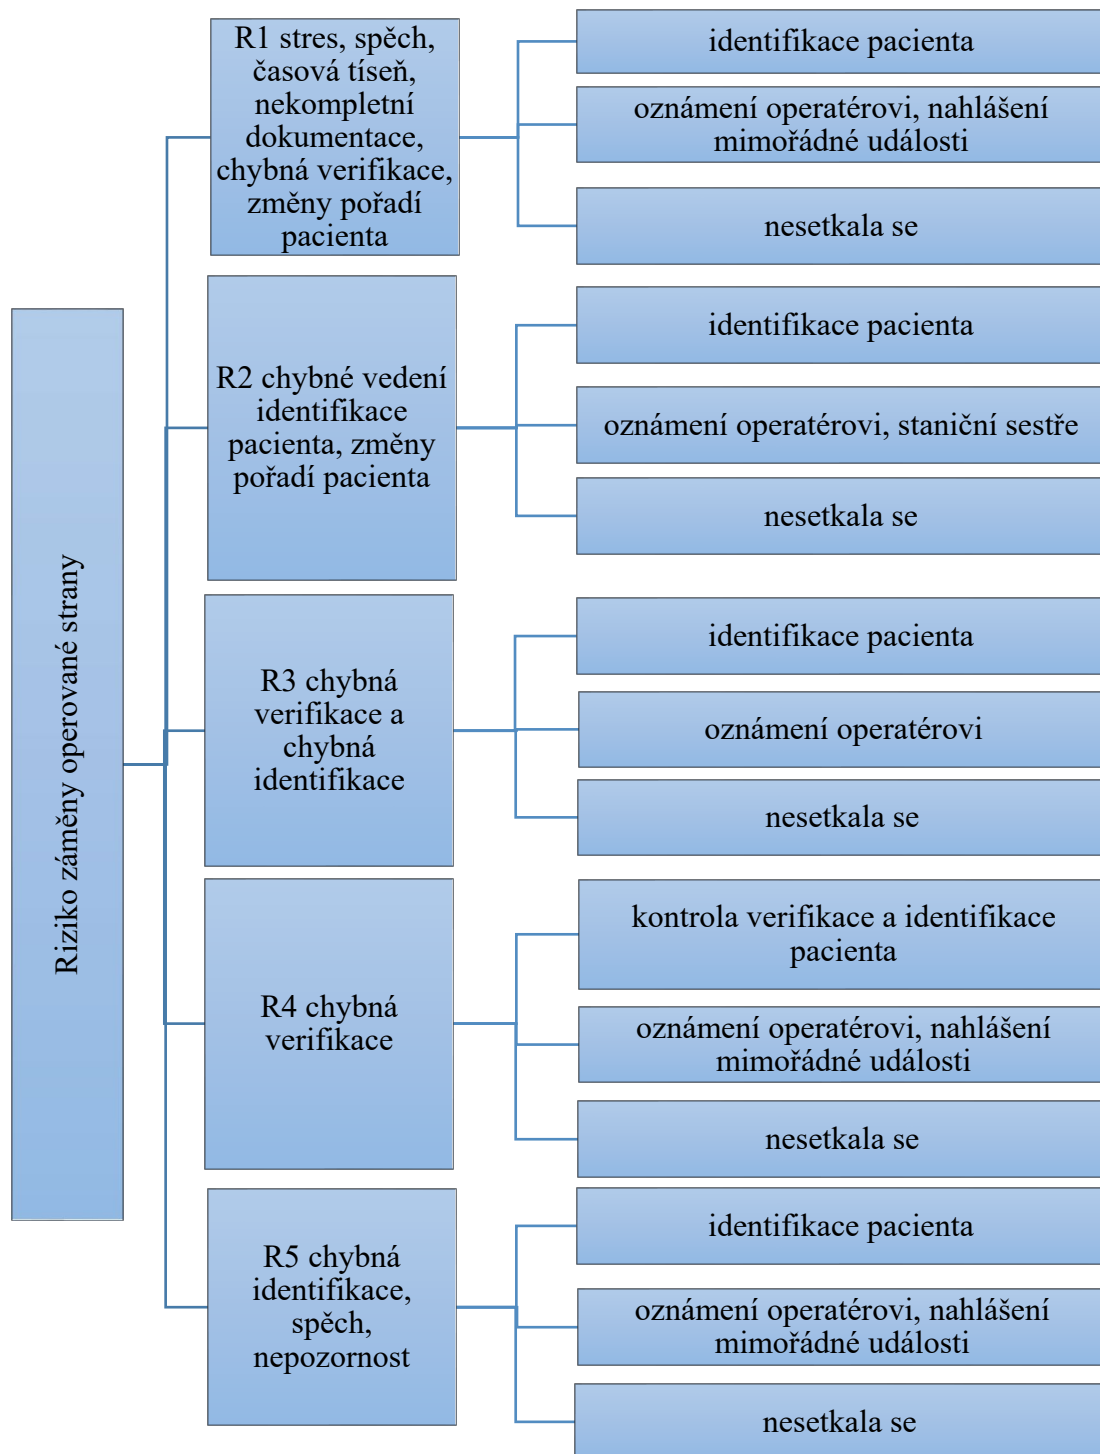 Riziko záměny operované strany
R1 stres, spěch,
časová tíseň,
nekompletní
dokumentace,
chybná verifikace,
změny pořadí
pacienta
identifikace pacienta
oznámení operatérovi, nahlášení
mimořádné události
nesetkala se
R2 chybné vedení
identifikace
pacienta, změny
pořadí pacienta
identifikace pacienta
oznámení operatérovi, staniční sestře
nesetkala se
R3 chybná
verifikace a
chybná
identifikace
identifikace pacienta
oznámení operatérovi
nesetkala se
R4 chybná
verifikace
kontrola verifikace a identifikace
pacienta
oznámení operatérovi, nahlášení
mimořádné události
nesetkala se
R5 chybná
identifikace,
spěch,
nepozornost
identifikace pacienta
oznámení operatérovi, nahlášení
mimořádné události
nesetkala se